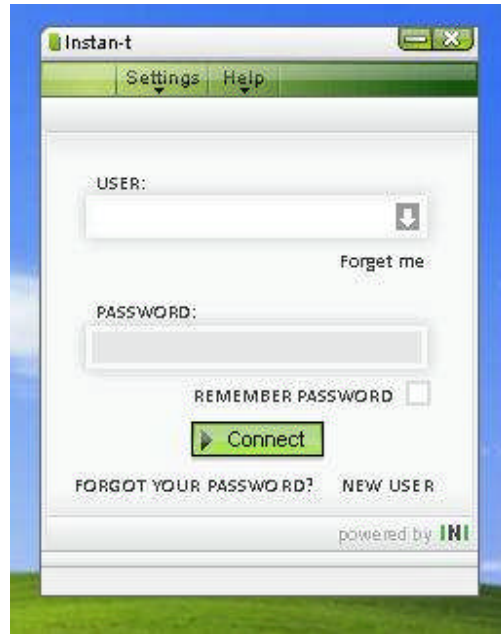 Instan-t
Settings Help
USER:
Forget me
PASSWORD:
REMEMBER PASSWORD
Connect
FORGOT YOUR PASSWORD? NEW USER
powered by INI